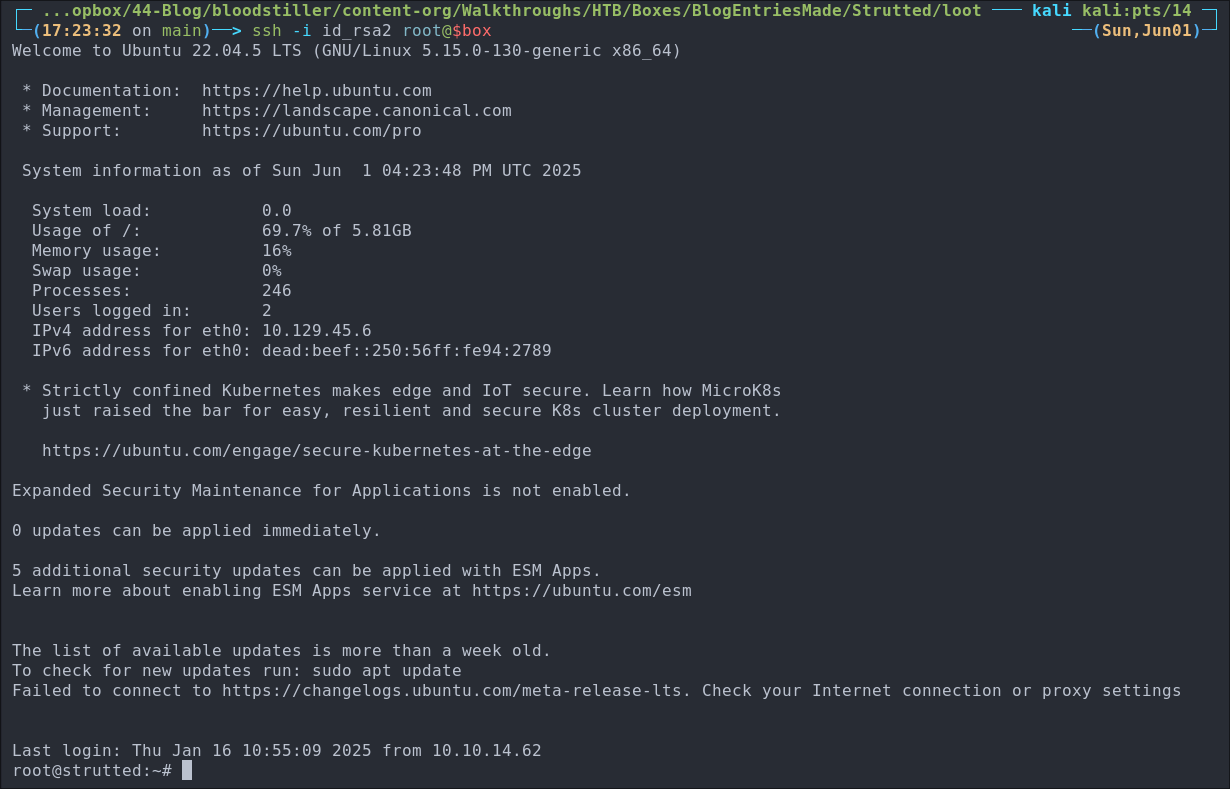 ...opbox/44-Blog/bloodstiller/content-org/Walkthroughs/HTB/Boxes/BlogEntriesMade/Strutted/loot kali kali:pts/14
(17:23:32 on main)──> ssh -i id_rsa2 root@$box (Sun,Jun01)
Welcome to Ubuntu 22.04.5 LTS (GNU/Linux 5.15.0-130-generic x86_64)
* Documentation: https://help.ubuntu.com
* Management: https://landscape.canonical.com
* Support: https://ubuntu.com/pro
System information as of Sun Jun 1 04:23:48 PM UTC 2025
System load: 0.0
Usage of /: 69.7% of 5.81GB
Memory usage: 16%
Swap usage: 0%
Processes: 246
Users logged in: 2
IPv4 address for eth0: 10.129.45.6
IPv6 address for eth0: dead:beef::250:56ff:fe94:2789
* Strictly confined Kubernetes makes edge and IoT secure. Learn how MicroK8s
just raised the bar for easy, resilient and secure K8s cluster deployment.
https://ubuntu.com/engage/secure-kubernetes-at-the-edge
Expanded Security Maintenance for Applications is not enabled.
0 updates can be applied immediately.
5 additional security updates can be applied with ESM Apps.
Learn more about enabling ESM Apps service at https://ubuntu.com/esm
The list of available updates is more than a week old.
To check for new updates run: sudo apt update
Failed to connect to https://changelogs.ubuntu.com/meta-release-lts. Check your Internet connection or proxy settings
Last login: Thu Jan 16 10:55:09 2025 from 10.10.14.62
root@strutted:~#